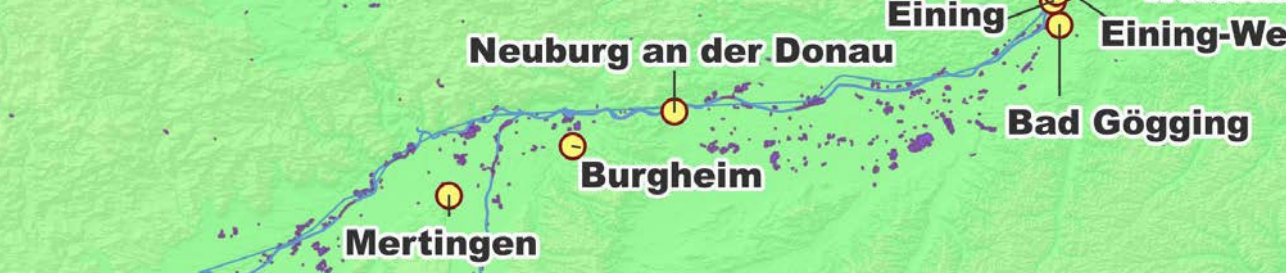 Eining
Eining-We
Neuburg an der Donau
Bad Gögging
Burgheim
Mertingen